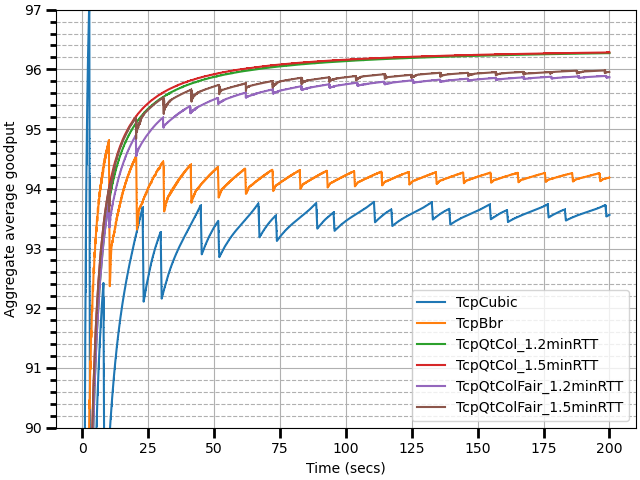 Aggregate average goodput
97
96
95
94
93
92
91
90
TcpCubic
TcpBbr
TcpQtCol_1.2minRTT
TcpQtCol_1.5minRTT
TcpQtColFair_1.2minRTT
TcpQtColFair_1.5minRTT
0 25 50 75 100 125 150 175 200
Time (secs)